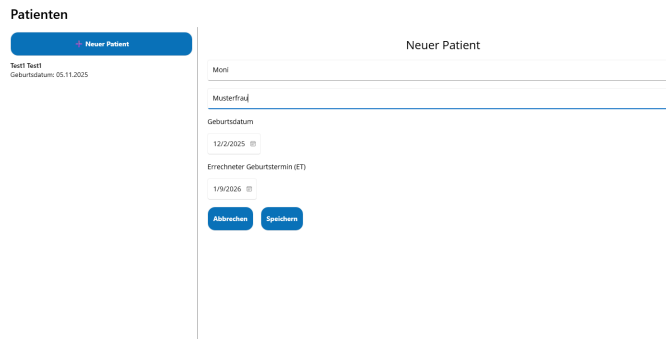 Patienten
+ Neuer Patient
Test1 Test1
Geburtsdatum: 05.11.2025
Neuer Patient
Moni
Musterfrau
Geburtsdatum
12/2/2025
Errechneter Geburtstermin (ET)
1/9/2026
Abbrechen Speichern